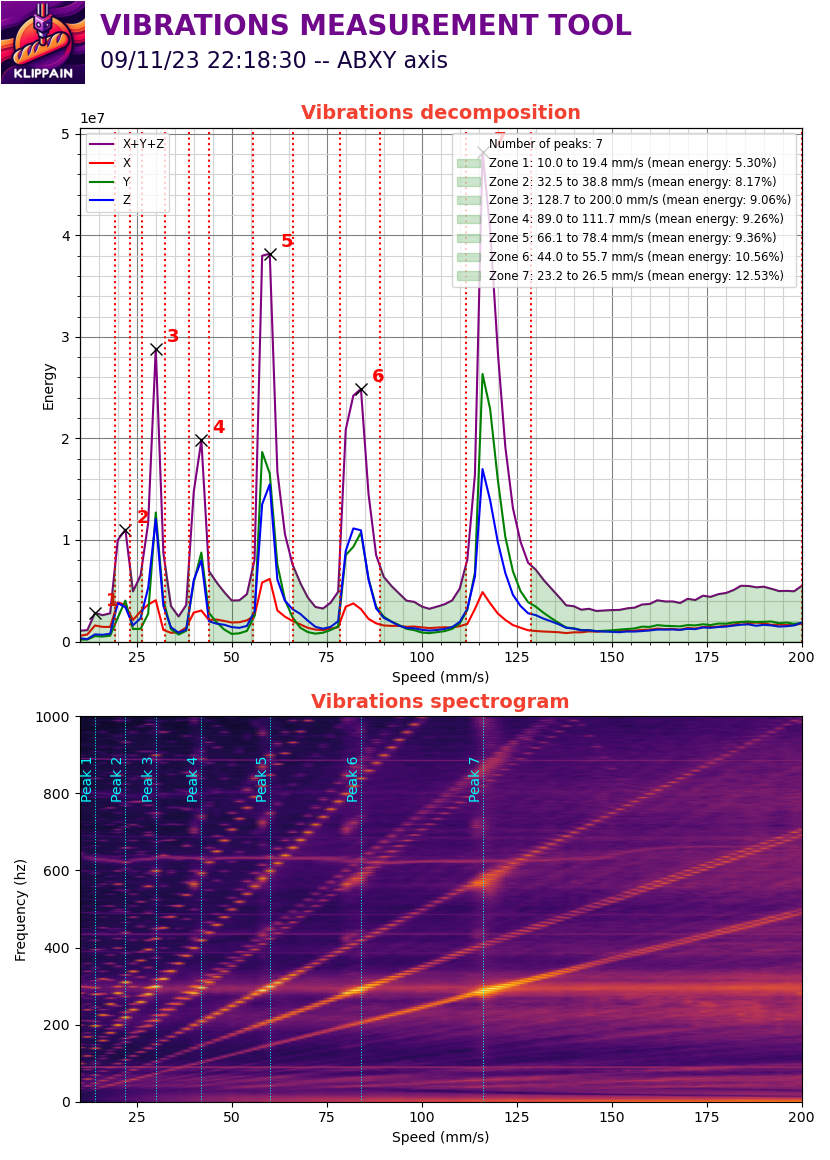 KLIPPAIN
VIBRATIONS MEASUREMENT TOOL
09/11/23 22:18:30 -- ABXY axis
Vibrations decomposition
1e7
X+Y+Z
X
Y
Z
Number of peaks: 7
Zone 1: 10.0 to 19.4 mm/s (mean energy: 5.30%)
Zone 2: 32.5 to 38.8 mm/s (mean energy: 8.17%)
Zone 3: 128.7 to 200.0 mm/s (mean energy: 9.06%)
Zone 4: 89.0 to 111.7 mm/s (mean energy: 9.26%)
Zone 5: 66.1 to 78.4 mm/s (mean energy: 9.36%)
Zone 6: 44.0 to 55.7 mm/s (mean energy: 10.56%)
Zone 7: 23.2 to 26.5 mm/s (mean energy: 12.53%)
1
2
3
4
5
6
7
5
4
3
2
1
0
Energy
25
50
75
100
125
150
175
200
Speed (mm/s)
Vibrations spectrogram
1000
800
600
400
200
0
Frequency (hz)
Peak 1
Peak 2
Peak 3
Peak 4
Peak 5
Peak 6
Peak 7
25
50
75
100
125
150
175
200
Speed (mm/s)